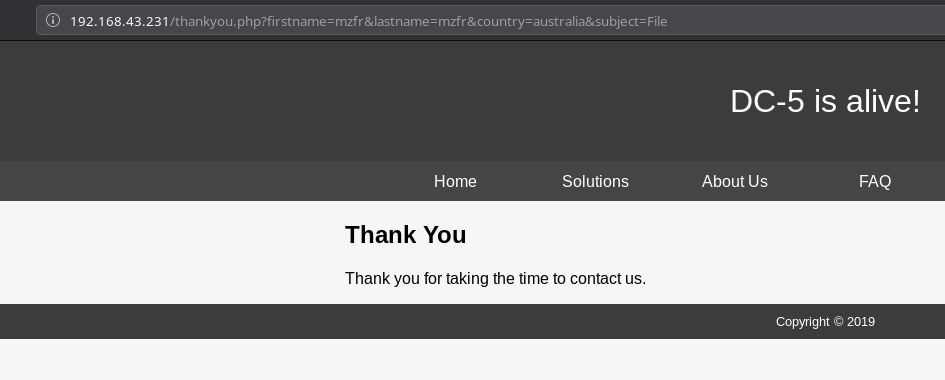 192.168.43.231/thankyou.php?firstname=mzfr&lastname=mzfr&country=australia&subject=File
DC-5 is alive!
Home Solutions About Us FAQ
Thank You
Thank you for taking the time to contact us.
Copyright © 2019